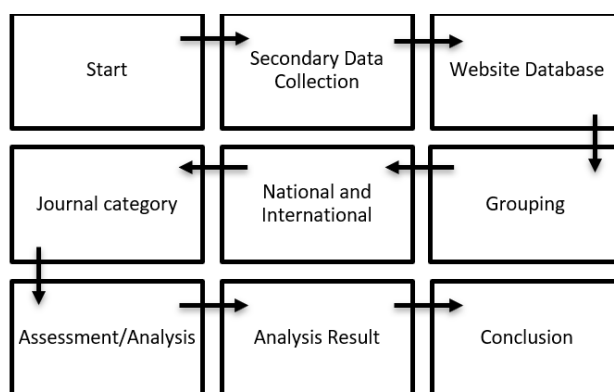 Start
Secondary Data
Collection
Website Database
Journal category
National and
International
Grouping
Assessment/Analysis
Analysis Result
Conclusion